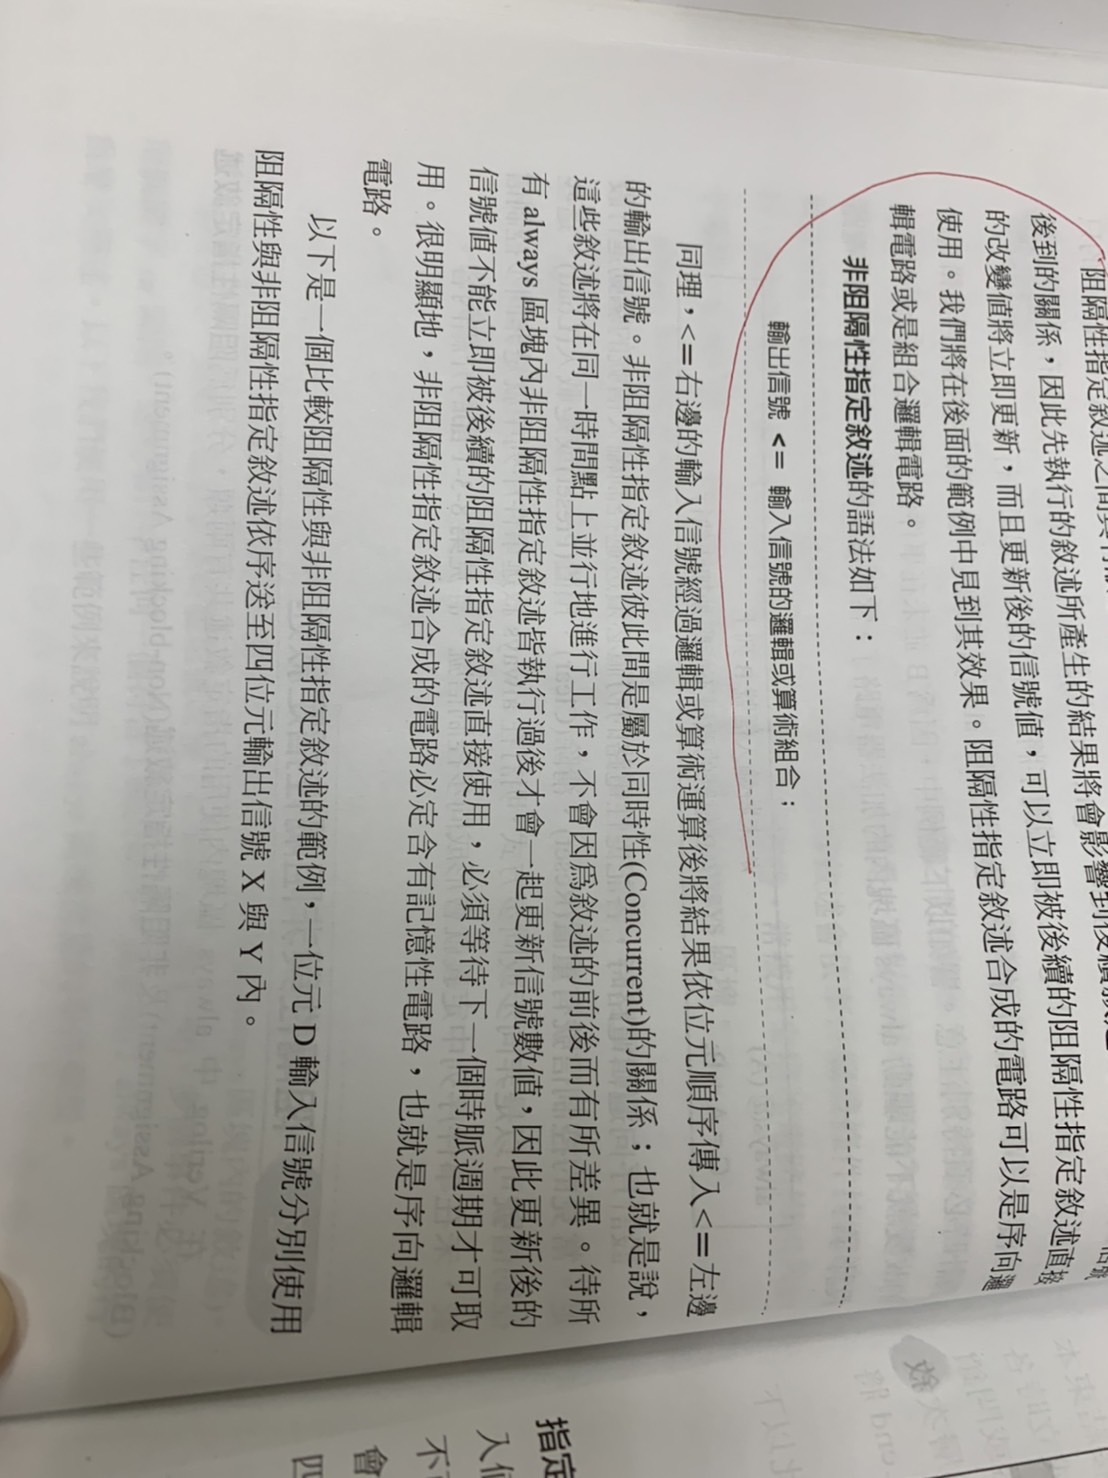 阻隔性指定敘述之間具有
後到的關係，因此先執行的敘述所產生的結果將會影響到後續敘述
的改變值將立即更新，而且更新後的信號值，可以立即被後續的阻隔性指定敘述直接
使用。我們將在後面的範例中見到其效果。阻隔性指定敘述合成的電路可以是序向邏
輯電路或是組合邏輯電路。
非阻隔性指定敘述的語法如下：
輸出信號 <= 輸入信號的邏輯或算術組合；
同理，<=右邊的輸入信號經過邏輯或算術運算後將結果依位元順序傳入<=左邊
的輸出信號。非阻隔性指定敘述彼此間是屬於同時性(Concurrent)的關係；也就是說，
這些敘述將在同一時間點上並行地進行工作，不會因為敘述的前後而有所差異。待所
有 always 區塊內非阻隔性指定敘述皆執行過後才會一起更新信號數值，因此更新後的
信號值不能立即被後續的阻隔性指定敘述直接使用，必須等待下一個時脈週期才可取
用。很明顯地，非阻隔性指定敘述合成的電路必定含有記憶性電路，也就是序向邏輯
電路。
以下是一個比較阻隔性與非阻隔性指定敘述的範例，一位元 D 輸入信號分別使用
阻隔性與非阻隔性指定敘述依序送至四位元輸出信號 X 與 Y 內。
指定
入
不
會
四